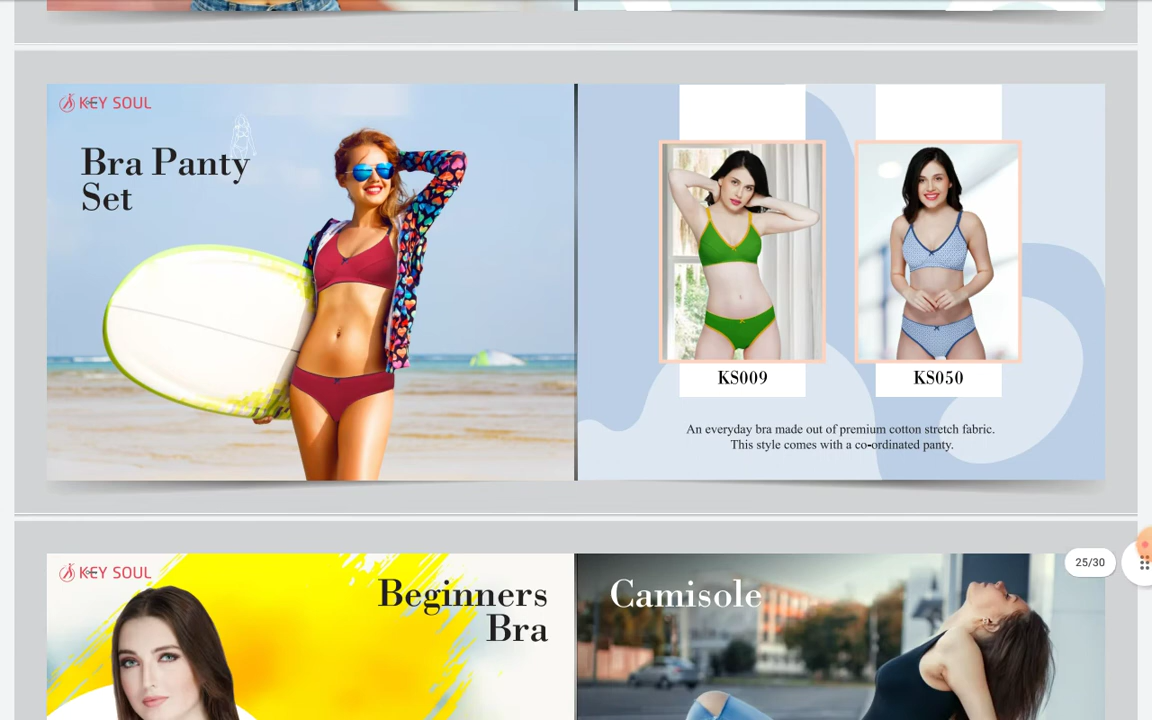 KEY SOUL
Bra Panty
Set
KS009
KS050
An everyday bra made out of premium cotton stretch fabric.
This style comes with a co-ordinated panty.
25/30
KEY SOUL
Beginners
Bra
Camisole